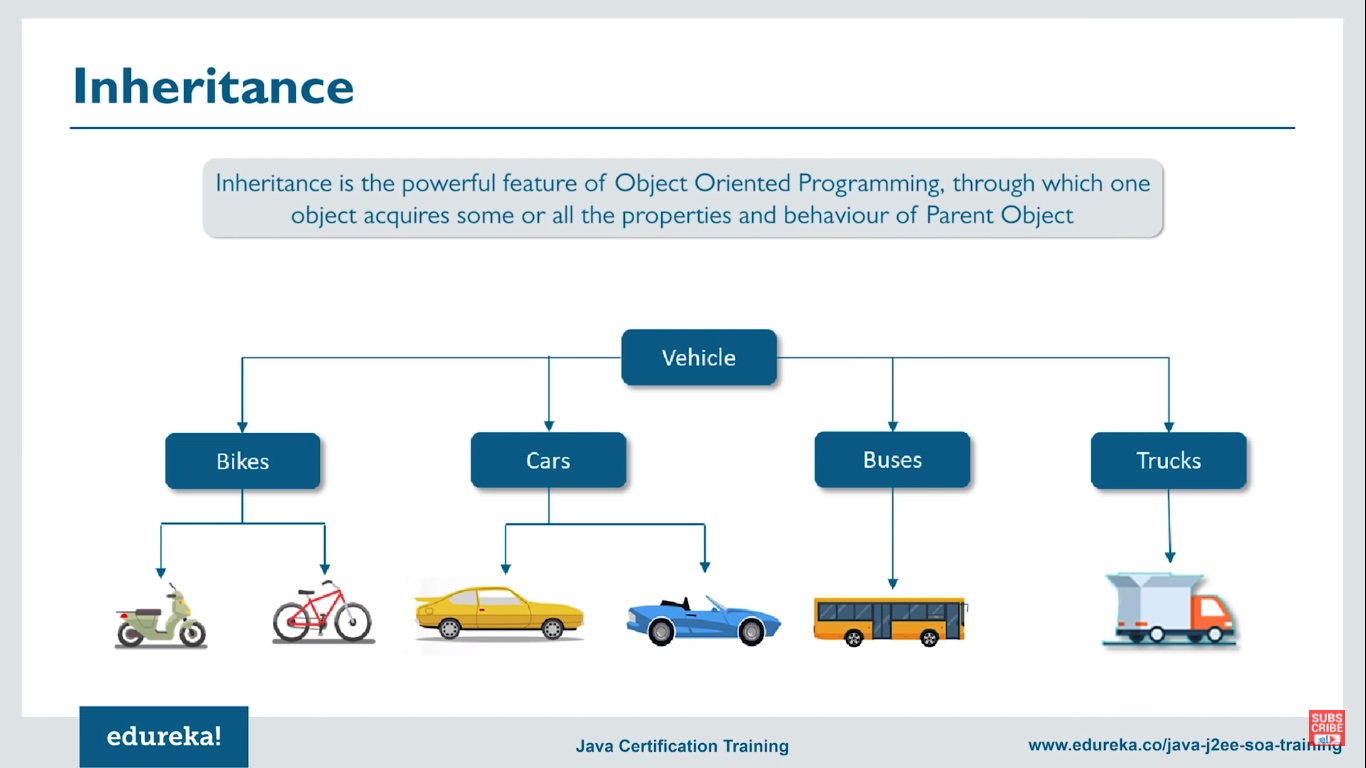 Inheritance
Inheritance is the powerful feature of Object Oriented Programming, through which one
object acquires some or all the properties and behaviour of Parent Object
Vehicle
Bikes
Cars
Buses
Trucks
edureka!
Java Certification Training
www.edureka.co/java-j2ee-soa-training
SUBS
CRIBE